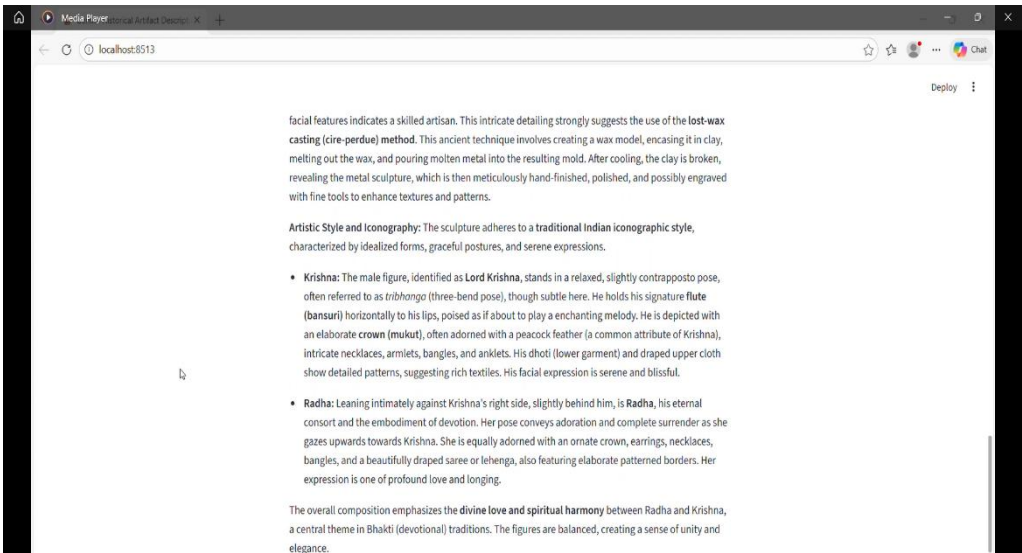 Media Player
Historical Artifact Descript
localhost:8513
Chat
Deploy
facial features indicates a skilled artisan. This intricate detailing strongly suggests the use of the lost-wax
casting (cire-perdue) method. This ancient technique involves creating a wax model, encasing it in clay,
melting out the wax, and pouring molten metal into the resulting mold. After cooling, the clay is broken,
revealing the metal sculpture, which is then meticulously hand-finished, polished, and possibly engraved
with fine tools to enhance textures and patterns.
Artistic Style and Iconography: The sculpture adheres to a traditional Indian iconographic style,
characterized by idealized forms, graceful postures, and serene expressions.
Krishna: The male figure, identified as Lord Krishna, stands in a relaxed, slightly contrapposto pose,
often referred to as tribhanga (three-bend pose), though subtle here. He holds his signature flute
(bansuri) horizontally to his lips, poised as if about to play a enchanting melody. He is depicted with
an elaborate crown (mukut), often adorned with a peacock feather (a common attribute of Krishna),
intricate necklaces, armlets, bangles, and anklets. His dhoti (lower garment) and draped upper cloth
show detailed patterns, suggesting rich textiles. His facial expression is serene and blissful.
Radha: Leaning intimately against Krishna's right side, slightly behind him, is Radha, his eternal
consort and the embodiment of devotion. Her pose conveys adoration and complete surrender as she
gazes upwards towards Krishna. She is equally adorned with an ornate crown, earrings, necklaces,
bangles, and a beautifully draped saree or lehenga, also featuring elaborate patterned borders. Her
expression is one of profound love and longing.
The overall composition emphasizes the divine love and spiritual harmony between Radha and Krishna,
a central theme in Bhakti (devotional) traditions. The figures are balanced, creating a sense of unity and
elegance.